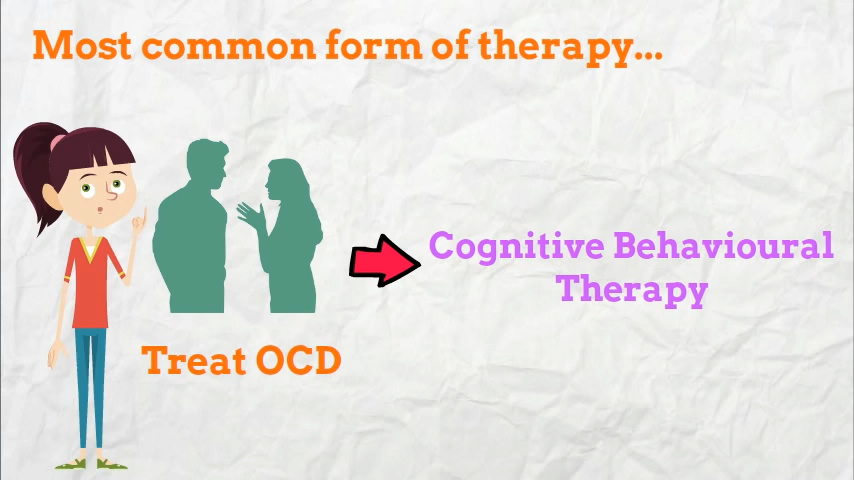 Most common form of therapy...
Cognitive Behavioural
Therapy
Treat OCD